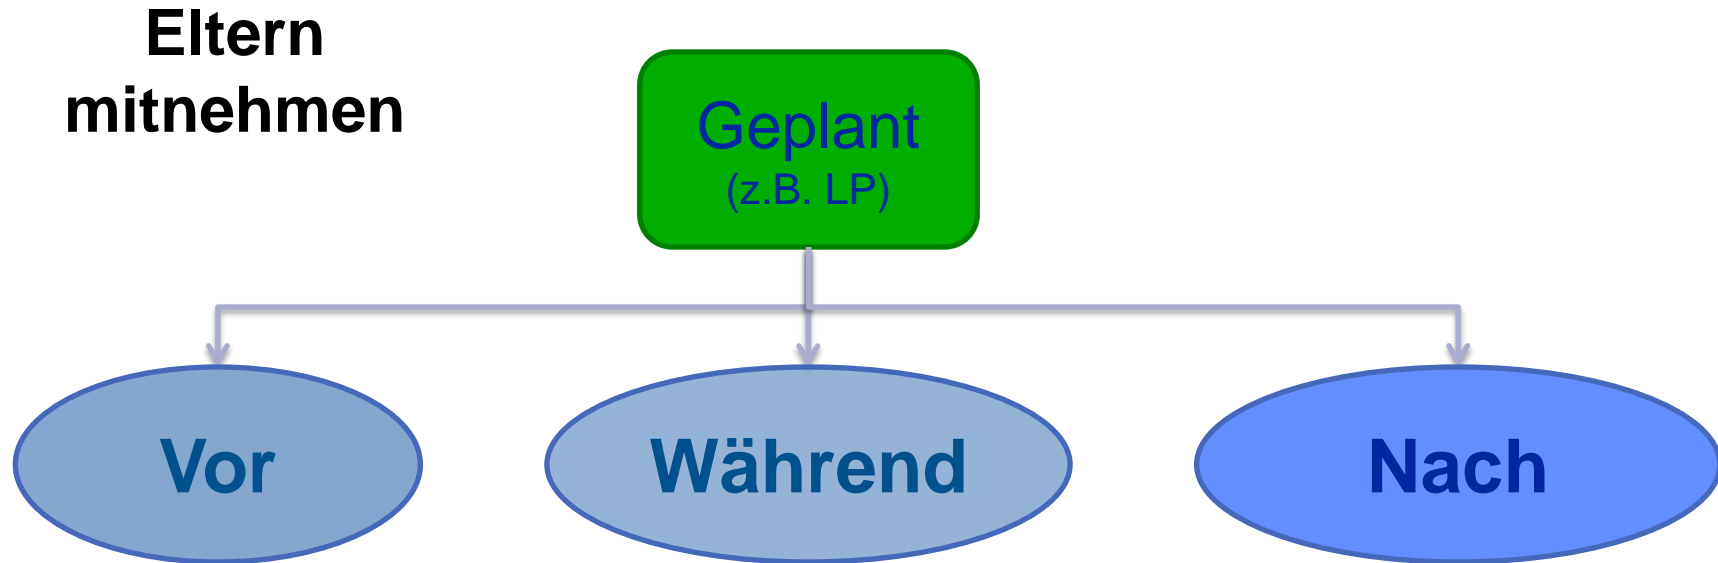 Eltern
mitnehmen
Geplant
(z.B. LP)
Vor
Während
Nach